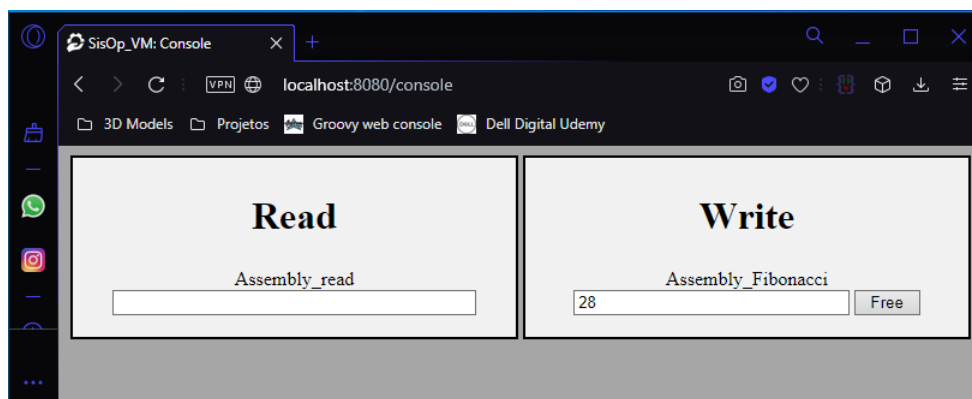 SisOp_VM: Console
VPN localhost:8080/console
3D Models Projetos Groovy web console DELL Dell Digital Udemy
Read Write
Assembly_read Assembly_Fibonacci
28 Free